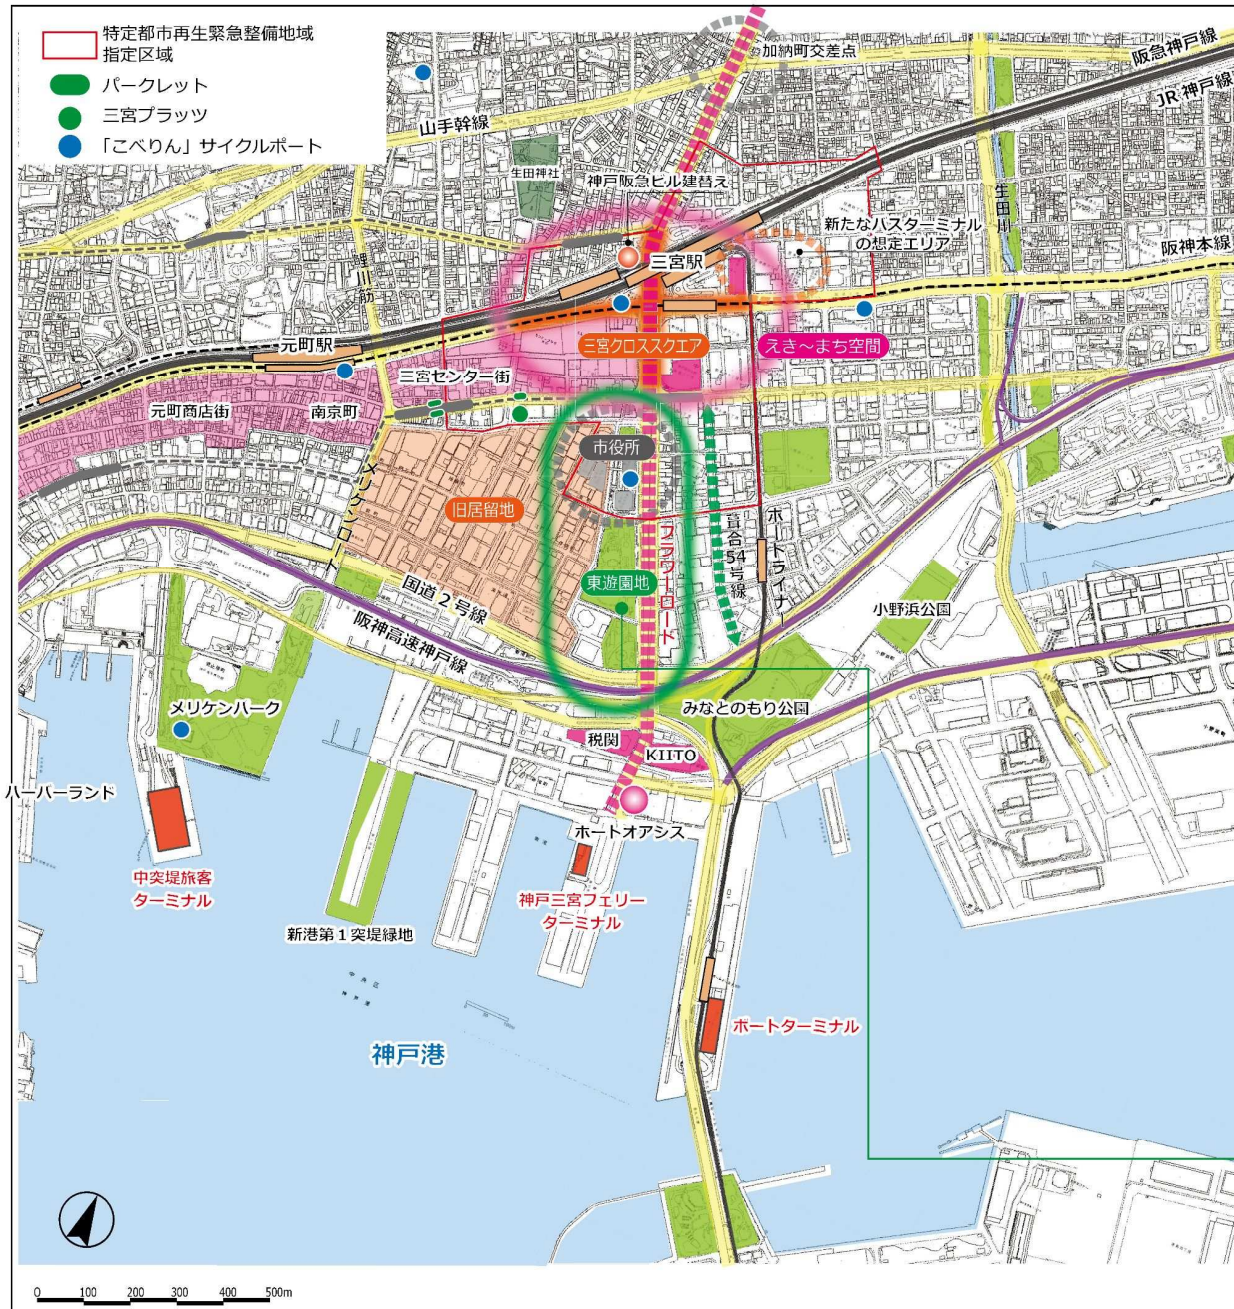 特定都市再生緊急整備地域
指定区域
パークレット
三宮プラッツ
「こべりん」サイクルポート
加納町交差点
阪急神戸線
JR神戸線
山手幹線
生田神社
神戸阪急ビル建替え
生田川
新たなバスターミナル
の想定エリア
阪神本線
鯉川筋
三宮駅
元町駅
三宮クロススクエア
えき～まち空間
三宮センター街
元町商店街
南京町
市役所
メリケンロード
旧居留地
フラワーロード
葺合54号線
ポートライナー
東遊園地
小野浜公園
国道2号線
阪神高速神戸線
みなとのもり公園
メリケンパーク
税関
KIITO
ハーバーランド
ポートオアシス
中突堤旅客
ターミナル
神戸三宮フェリー
ターミナル
新港第1突堤緑地
ポートターミナル
神戸港
0 100 200 300 400 500m